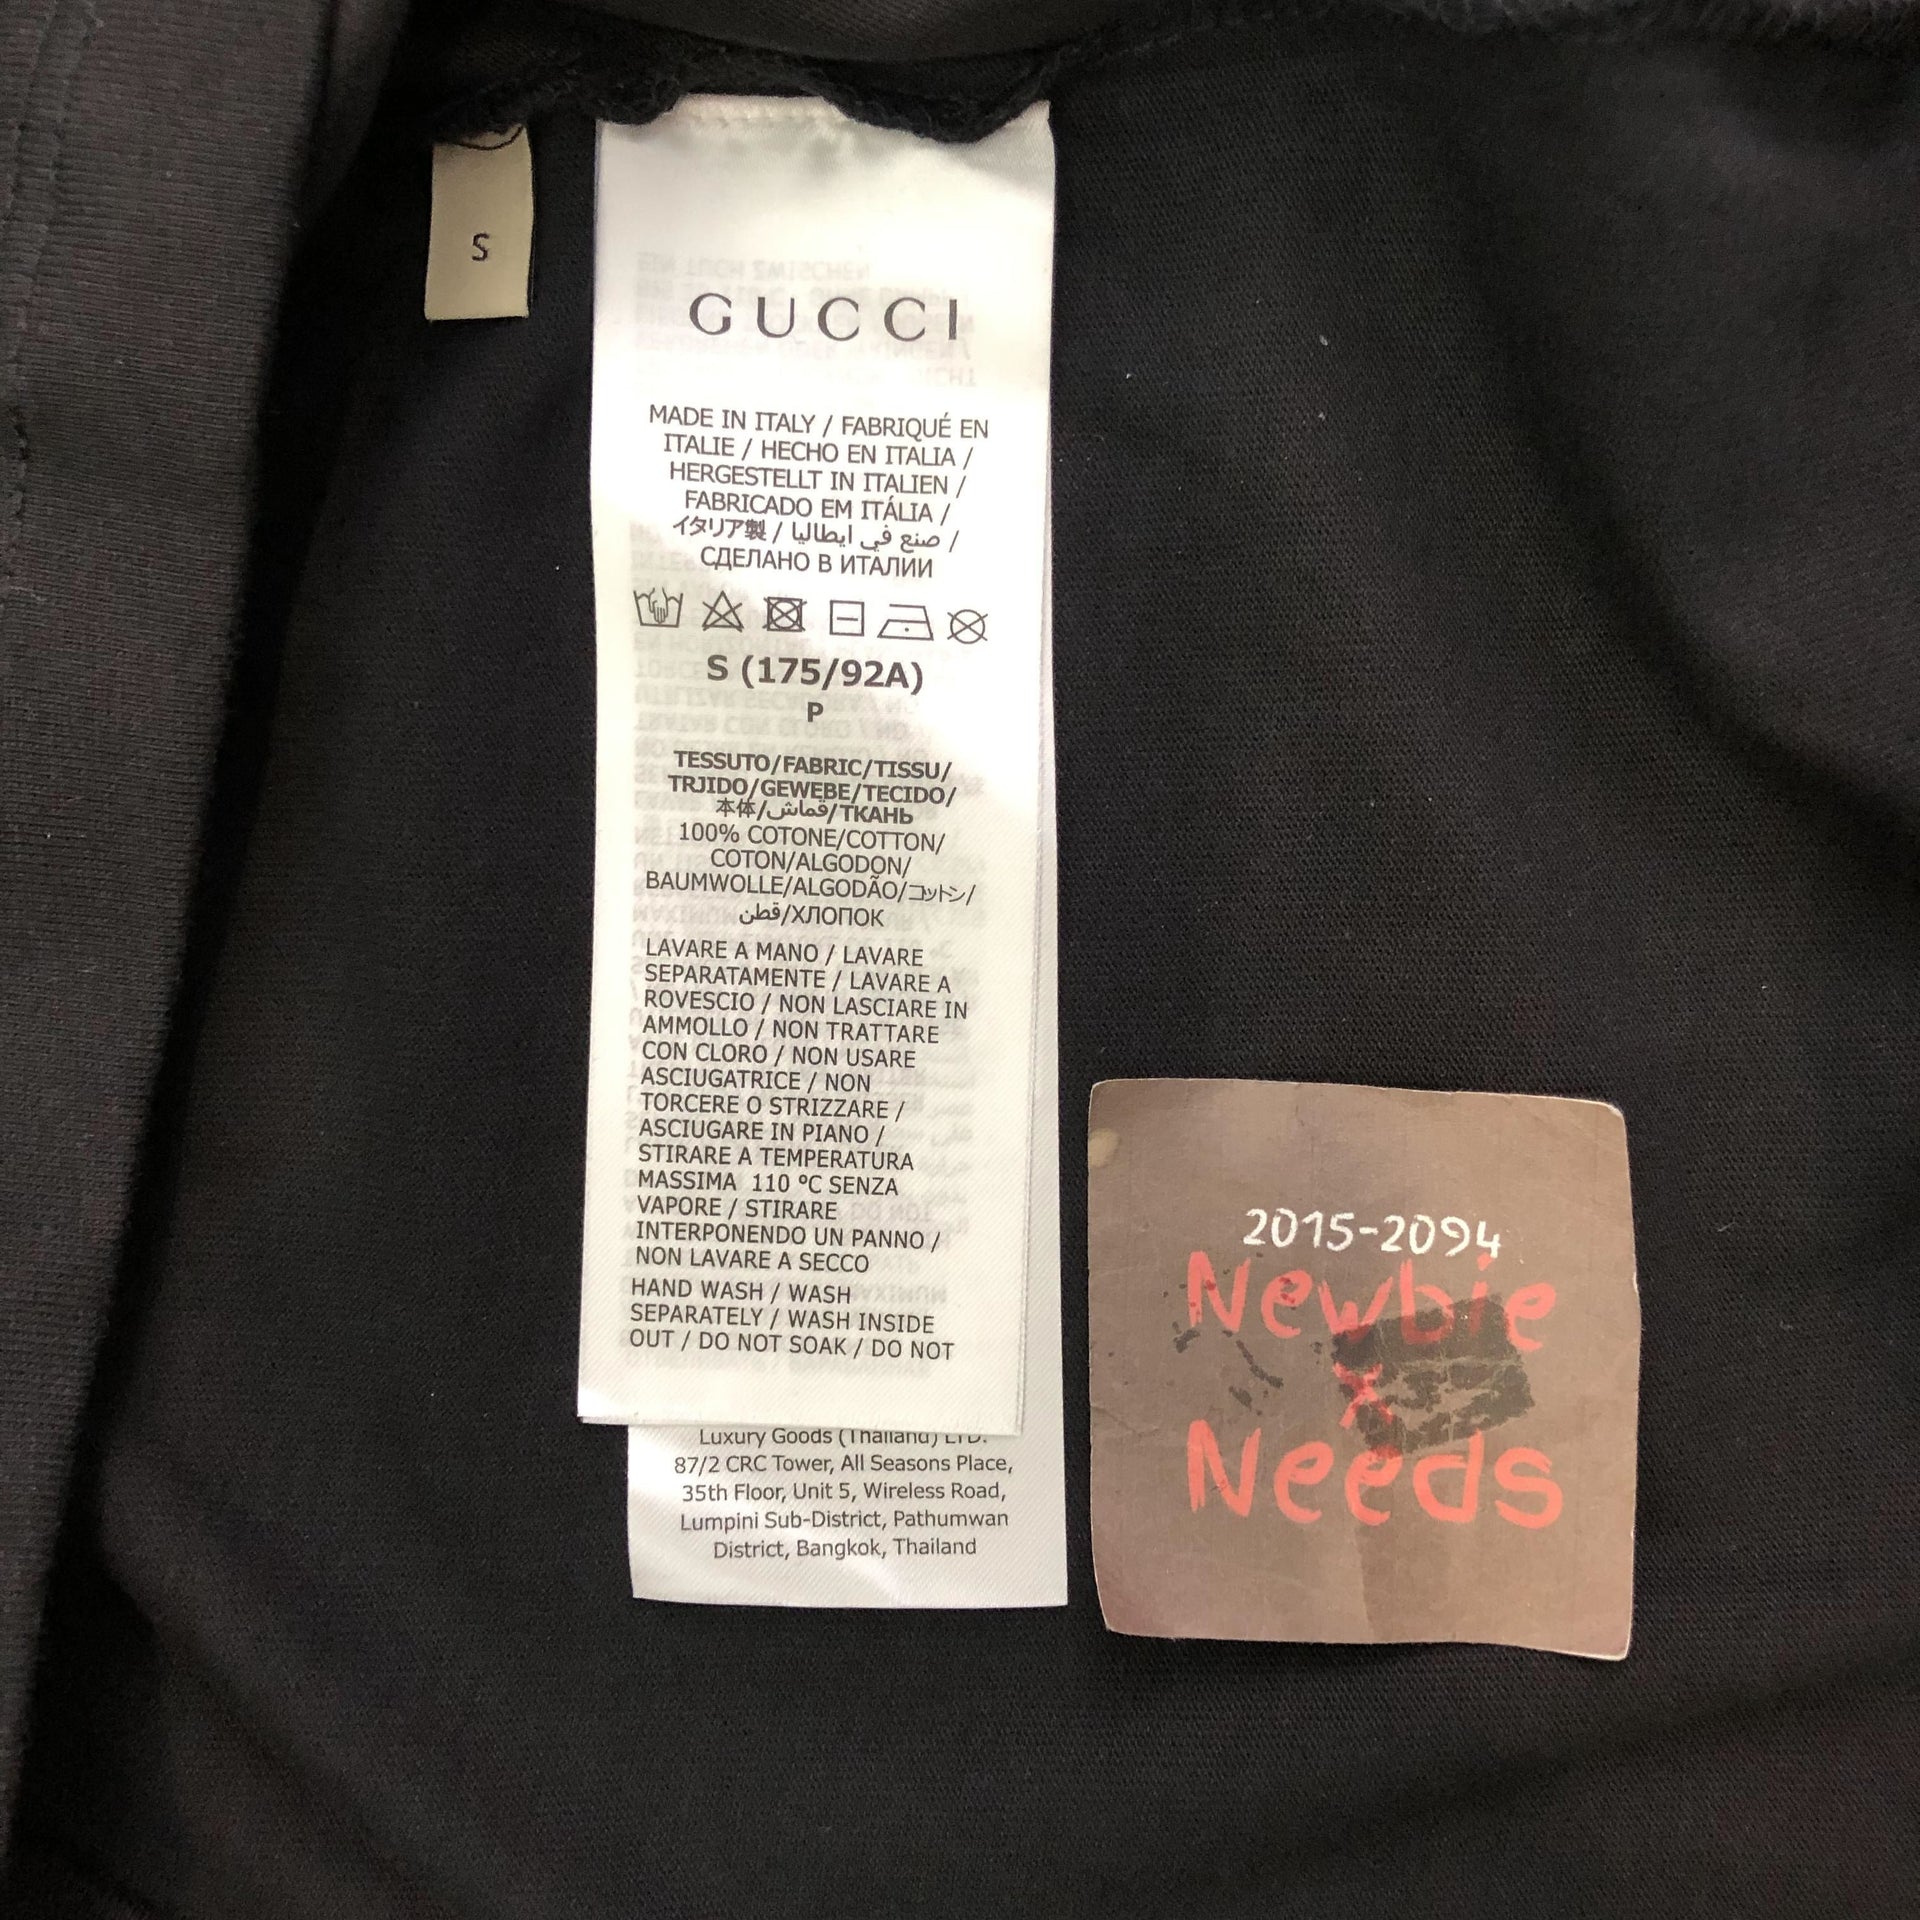 S
GUCCI
MADE IN ITALY / FABRIQUÉ EN
ITALIE / HECHO EN ITALIA /
HERGESTELLT IN ITALIEN /
FABRICADO EM ITÁLIA /
イタリア製 / صنع في ايطاليا /
СДЕЛАНО В ИТАЛИИ
S (175/92A)
P
TESSUTO/FABRIC/TISSU/
TRJIDO/GEWEBE/TECIDO/
本体/قماش/ТКАНЬ
100% COTONE/COTTON/
COTON/ALGODON/
BAUMWOLLE/ALGODÃO/コットン/
قطن/ХЛОПОК
LAVARE A MANO / LAVARE
SEPARATAMENTE / LAVARE A
ROVESCIO / NON LASCIARE IN
AMMOLLO / NON TRATTARE
CON CLORO / NON USARE
ASCIUGATRICE / NON
TORCERE O STRIZZARE /
ASCIUGARE IN PIANO /
STIRARE A TEMPERATURA
MASSIMA 110 °C SENZA
VAPORE / STIRARE
INTERPONENDO UN PANNO /
NON LAVARE A SECCO
HAND WASH / WASH
SEPARATELY / WASH INSIDE
OUT / DO NOT SOAK / DO NOT
Luxury Goods (Thailand) LTD.
87/2 CRC Tower, All Seasons Place,
35th Floor, Unit 5, Wireless Road,
Lumpini Sub-District, Pathumwan
District, Bangkok, Thailand
2015-2094
Newbie
x
Needs